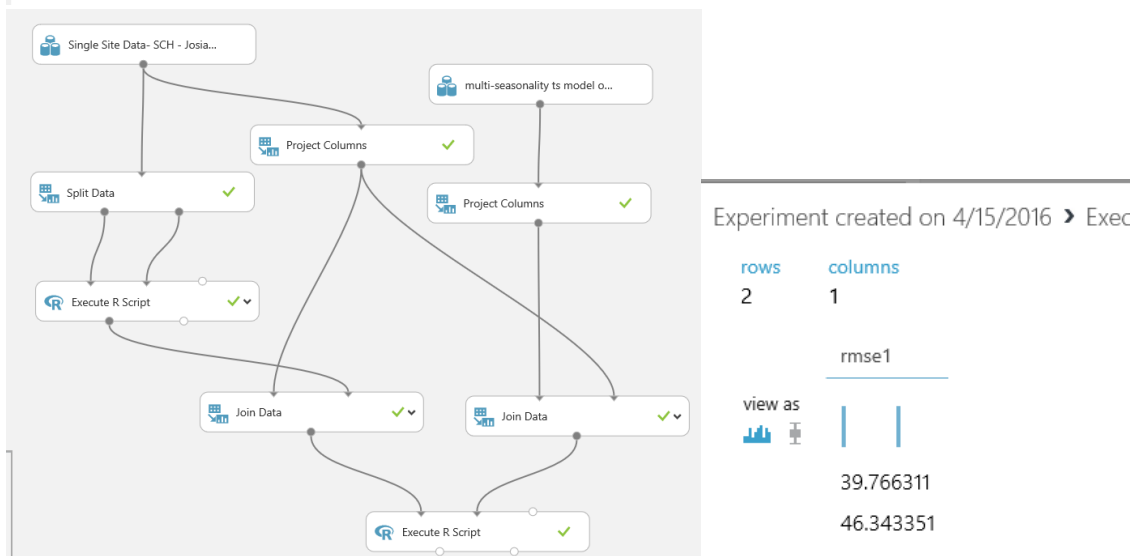 Single Site Data- SCH - Josia...
multi-seasonality ts model o...
Project Columns
Split Data
Project Columns
Execute R Script
Join Data
Join Data
Execute R Script
Experiment created on 4/15/2016 > Exec
rows columns
2 1
rmse1
view as
39.766311
46.343351